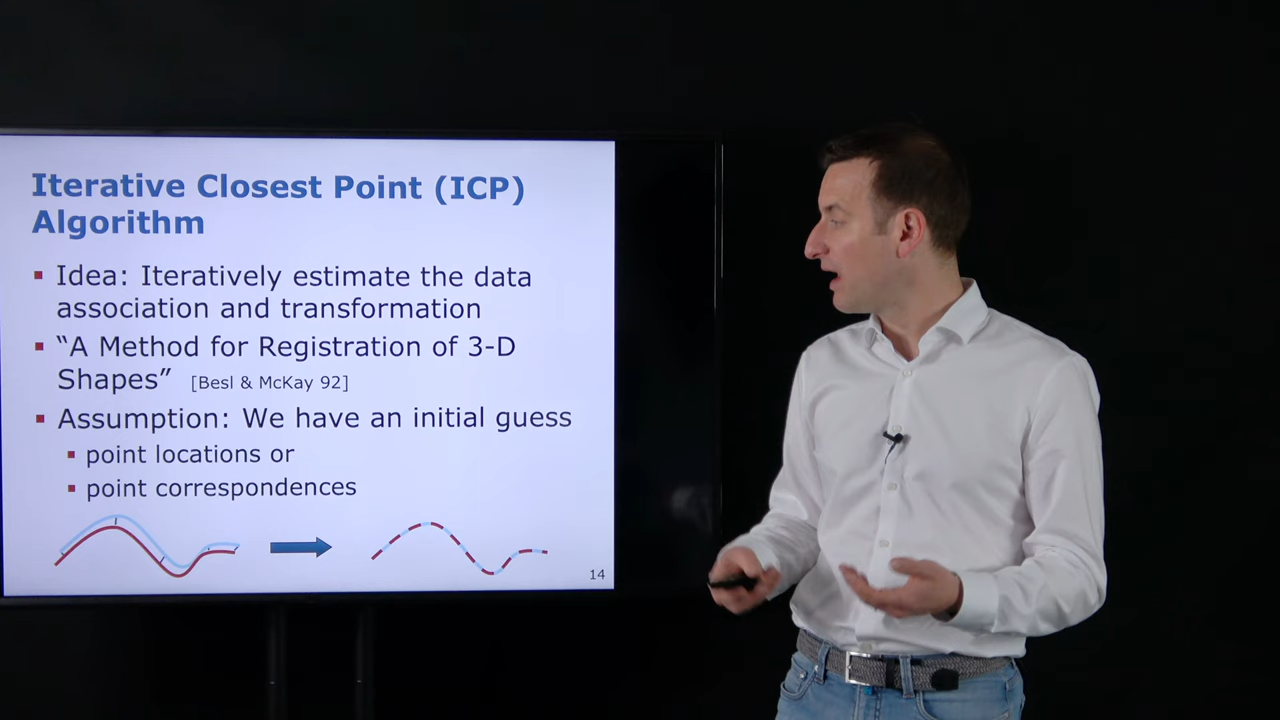 Iterative Closest Point (ICP)
Algorithm
Idea: Iteratively estimate the data
association and transformation
“A Method for Registration of 3-D
Shapes” [Besl & McKay 92]
Assumption: We have an initial guess
point locations or
point correspondences
14